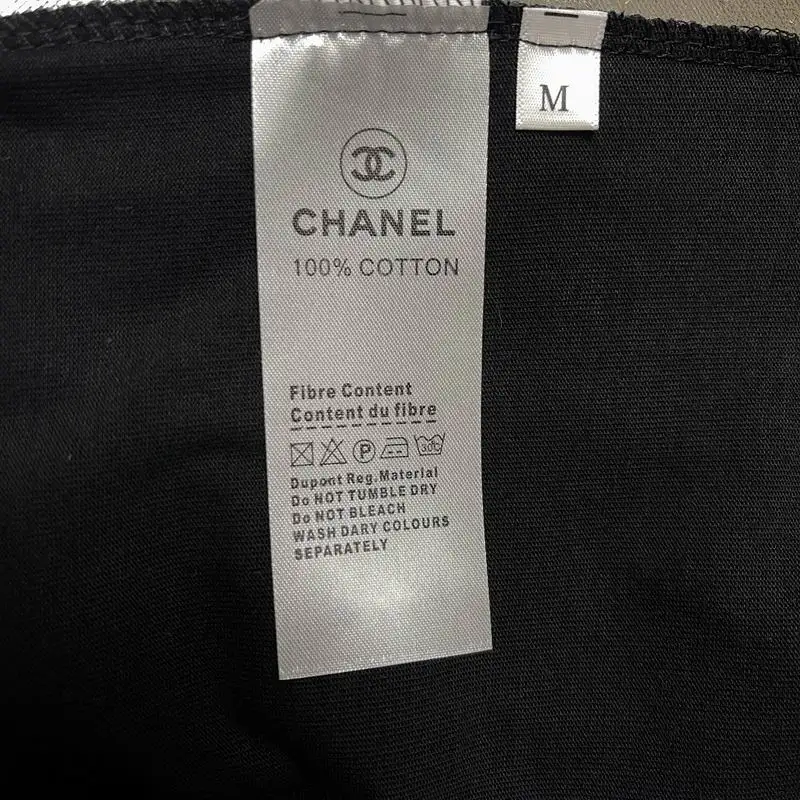 M
CHANEL
100% COTTON
Fibre Content
Content du fibre
P
30C
Dupont Reg.Material
Do NOT TUMBLE DRY
Do NOT BLEACH
WASH DARY COLOURS
SEPARATELY